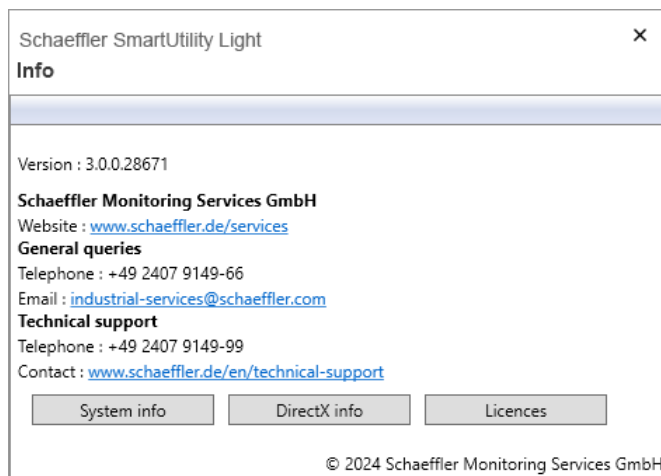 Schaeffler SmartUtility Light
Info
Version : 3.0.0.28671
Schaeffler Monitoring Services GmbH
Website : www.schaeffler.de/services
General queries
Telephone : +49 2407 9149-66
Email : industrial-services@schaeffler.com
Technical support
Telephone : +49 2407 9149-99
Contact : www.schaeffler.de/en/technical-support
System info DirectX info Licences
© 2024 Schaeffler Monitoring Services GmbH